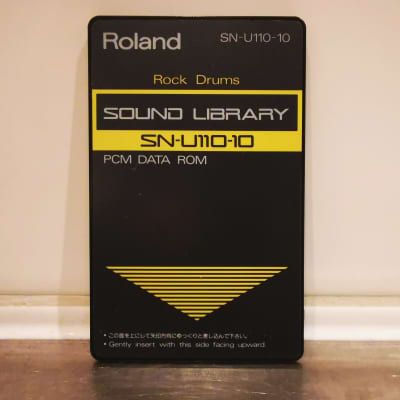 Roland SN-U110-10
Rock Drums
SOUND LIBRARY
SN-U110-10
PCM DATA ROM
• この面を上にして矢印方向にゆっくりと差し込んで下さい。
• Gently insert with this side facing upward.